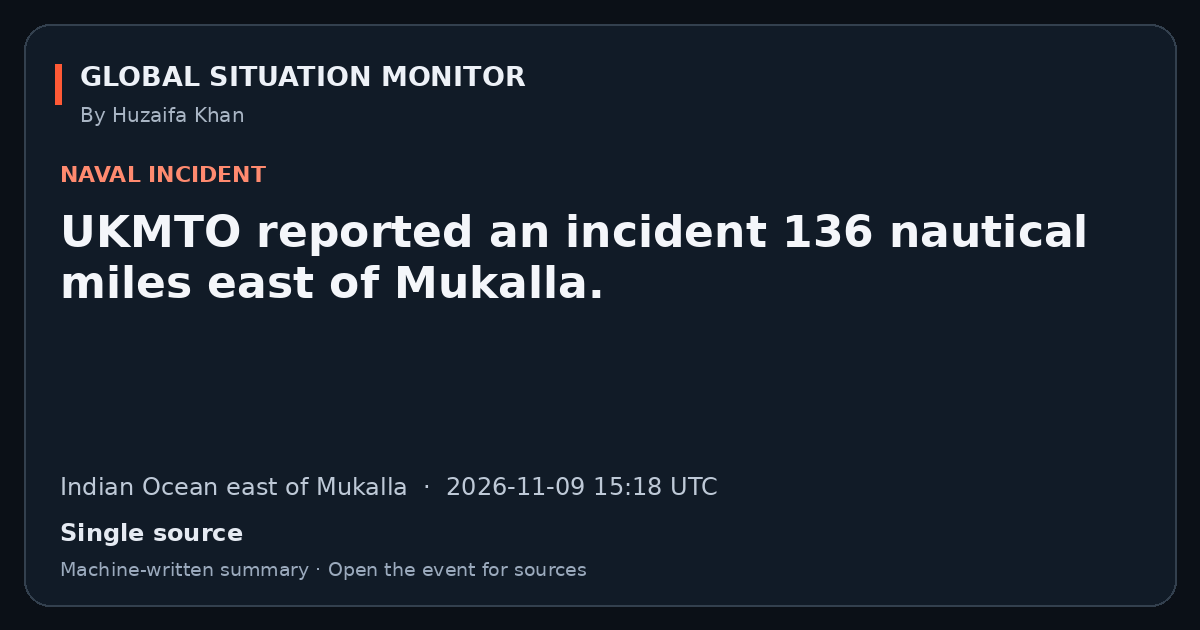 GLOBAL SITUATION MONITOR
By Huzaifa Khan
NAVAL INCIDENT
UKMTO reported an incident 136 nautical
miles east of Mukalla.
Indian Ocean east of Mukalla · 2026-11-09 15:18 UTC
Single source
Machine-written summary · Open the event for sources